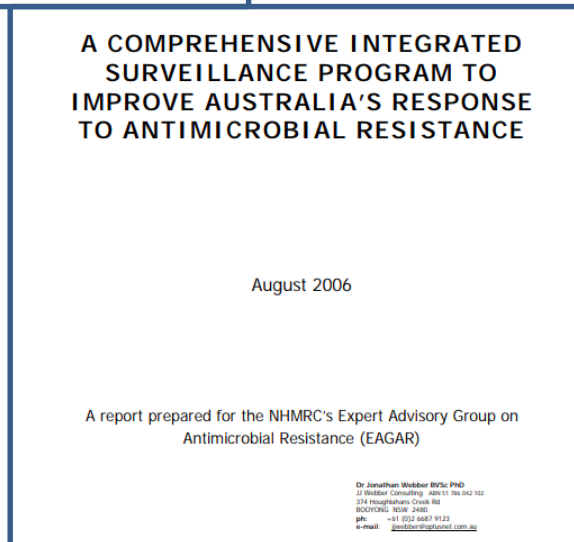 A COMPREHENSIVE INTEGRATED
SURVEILLANCE PROGRAM TO
IMPROVE AUSTRALIA'S RESPONSE
TO ANTIMICROBIAL RESISTANCE
August 2006
A report prepared for the NHMRC's Expert Advisory Group on
Antimicrobial Resistance (EAGAR)
Dr Jonathan Webber BVSc PhD
JJ Webber Consulting ABN 51 786 042 102
374 Houghlahans Creek Rd
BOOYONG NSW 2480
ph: +61 (0)2 6687 9123
e-mail: jjwebber@optusnet.com.au